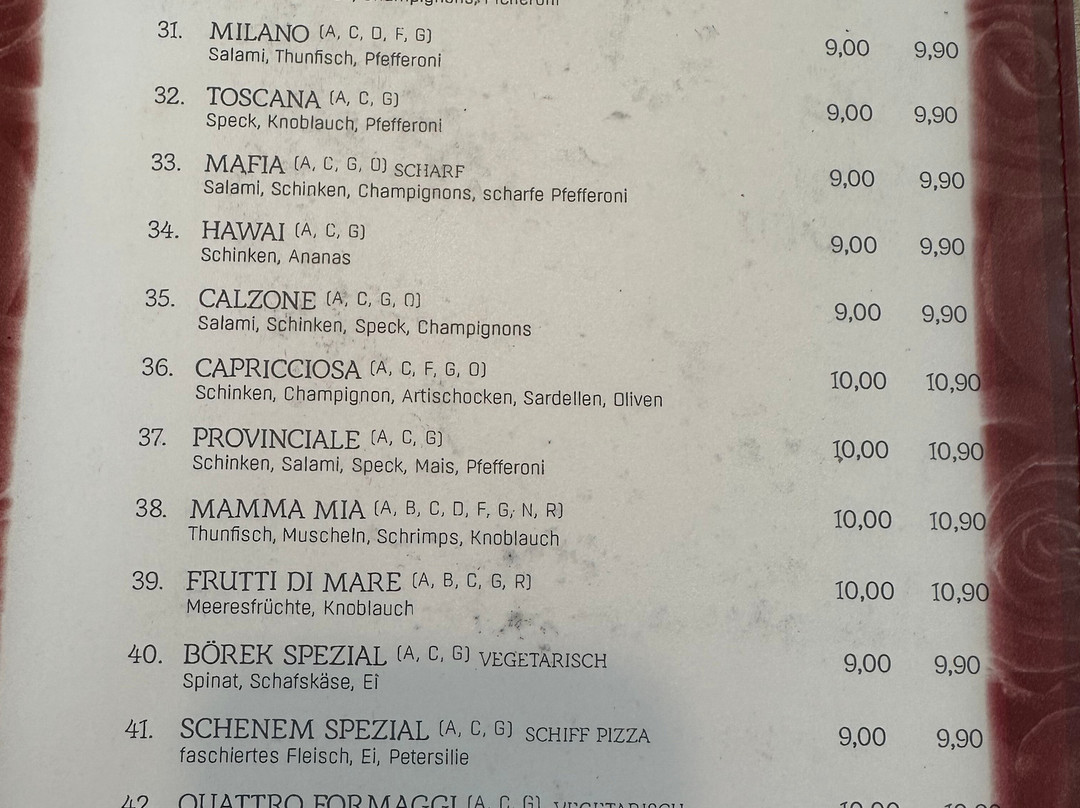 31. MILANO (A, C, D, F, G) 9,00 9,90
Salami, Thunfisch, Pfefferoni
32. TOSCANA (A, C, G) 9,00 9,90
Speck, Knoblauch, Pfefferoni
33. MAFIA (A, C, G, O) SCHARF 9,00 9,90
Salami, Schinken, Champignons, scharfe Pfefferoni
34. HAWAI (A, C, G) 9,00 9,90
Schinken, Ananas
35. CALZONE (A, C, G, O) 9,00 9,90
Salami, Schinken, Speck, Champignons
36. CAPRICCIOSA (A, C, F, G, O) 10,00 10,90
Schinken, Champignon, Artischocken, Sardellen, Oliven
37. PROVINCIALE (A, C, G) 10,00 10,90
Schinken, Salami, Speck, Mais, Pfefferoni
38. MAMMA MIA (A, B, C, D, F, G, N, R) 10,00 10,90
Thunfisch, Muscheln, Schrimps, Knoblauch
39. FRUTTI DI MARE (A, B, C, G, R) 10,00 10,90
Meeresfrüchte, Knoblauch
40. BÖREK SPEZIAL (A, C, G) VEGETARISCH 9,00 9,90
Spinat, Schafskäse, Ei
41. SCHENEM SPEZIAL (A, C, G) SCHIFF PIZZA 9,00 9,90
faschiertes Fleisch, Ei, Petersilie
42. QUATTRO FORMAGGI (A, C, G) VEGETARISCH